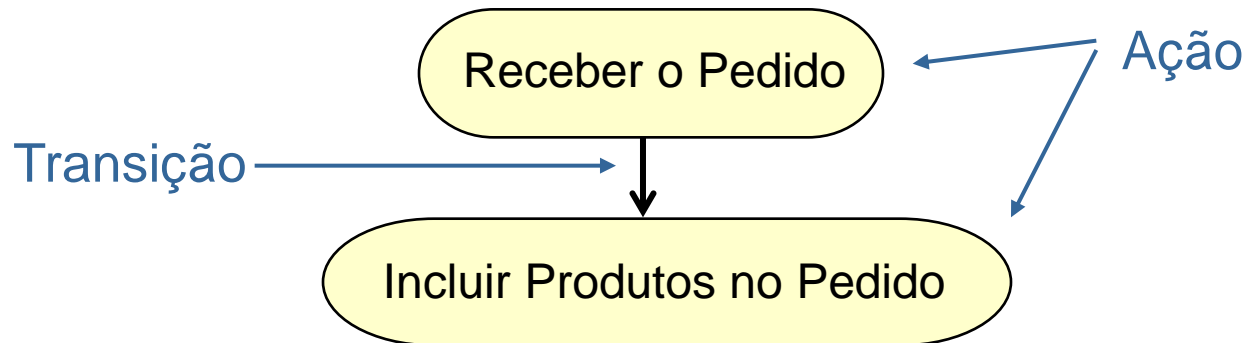 Receber o Pedido
Ação
Transição
Incluir Produtos no Pedido